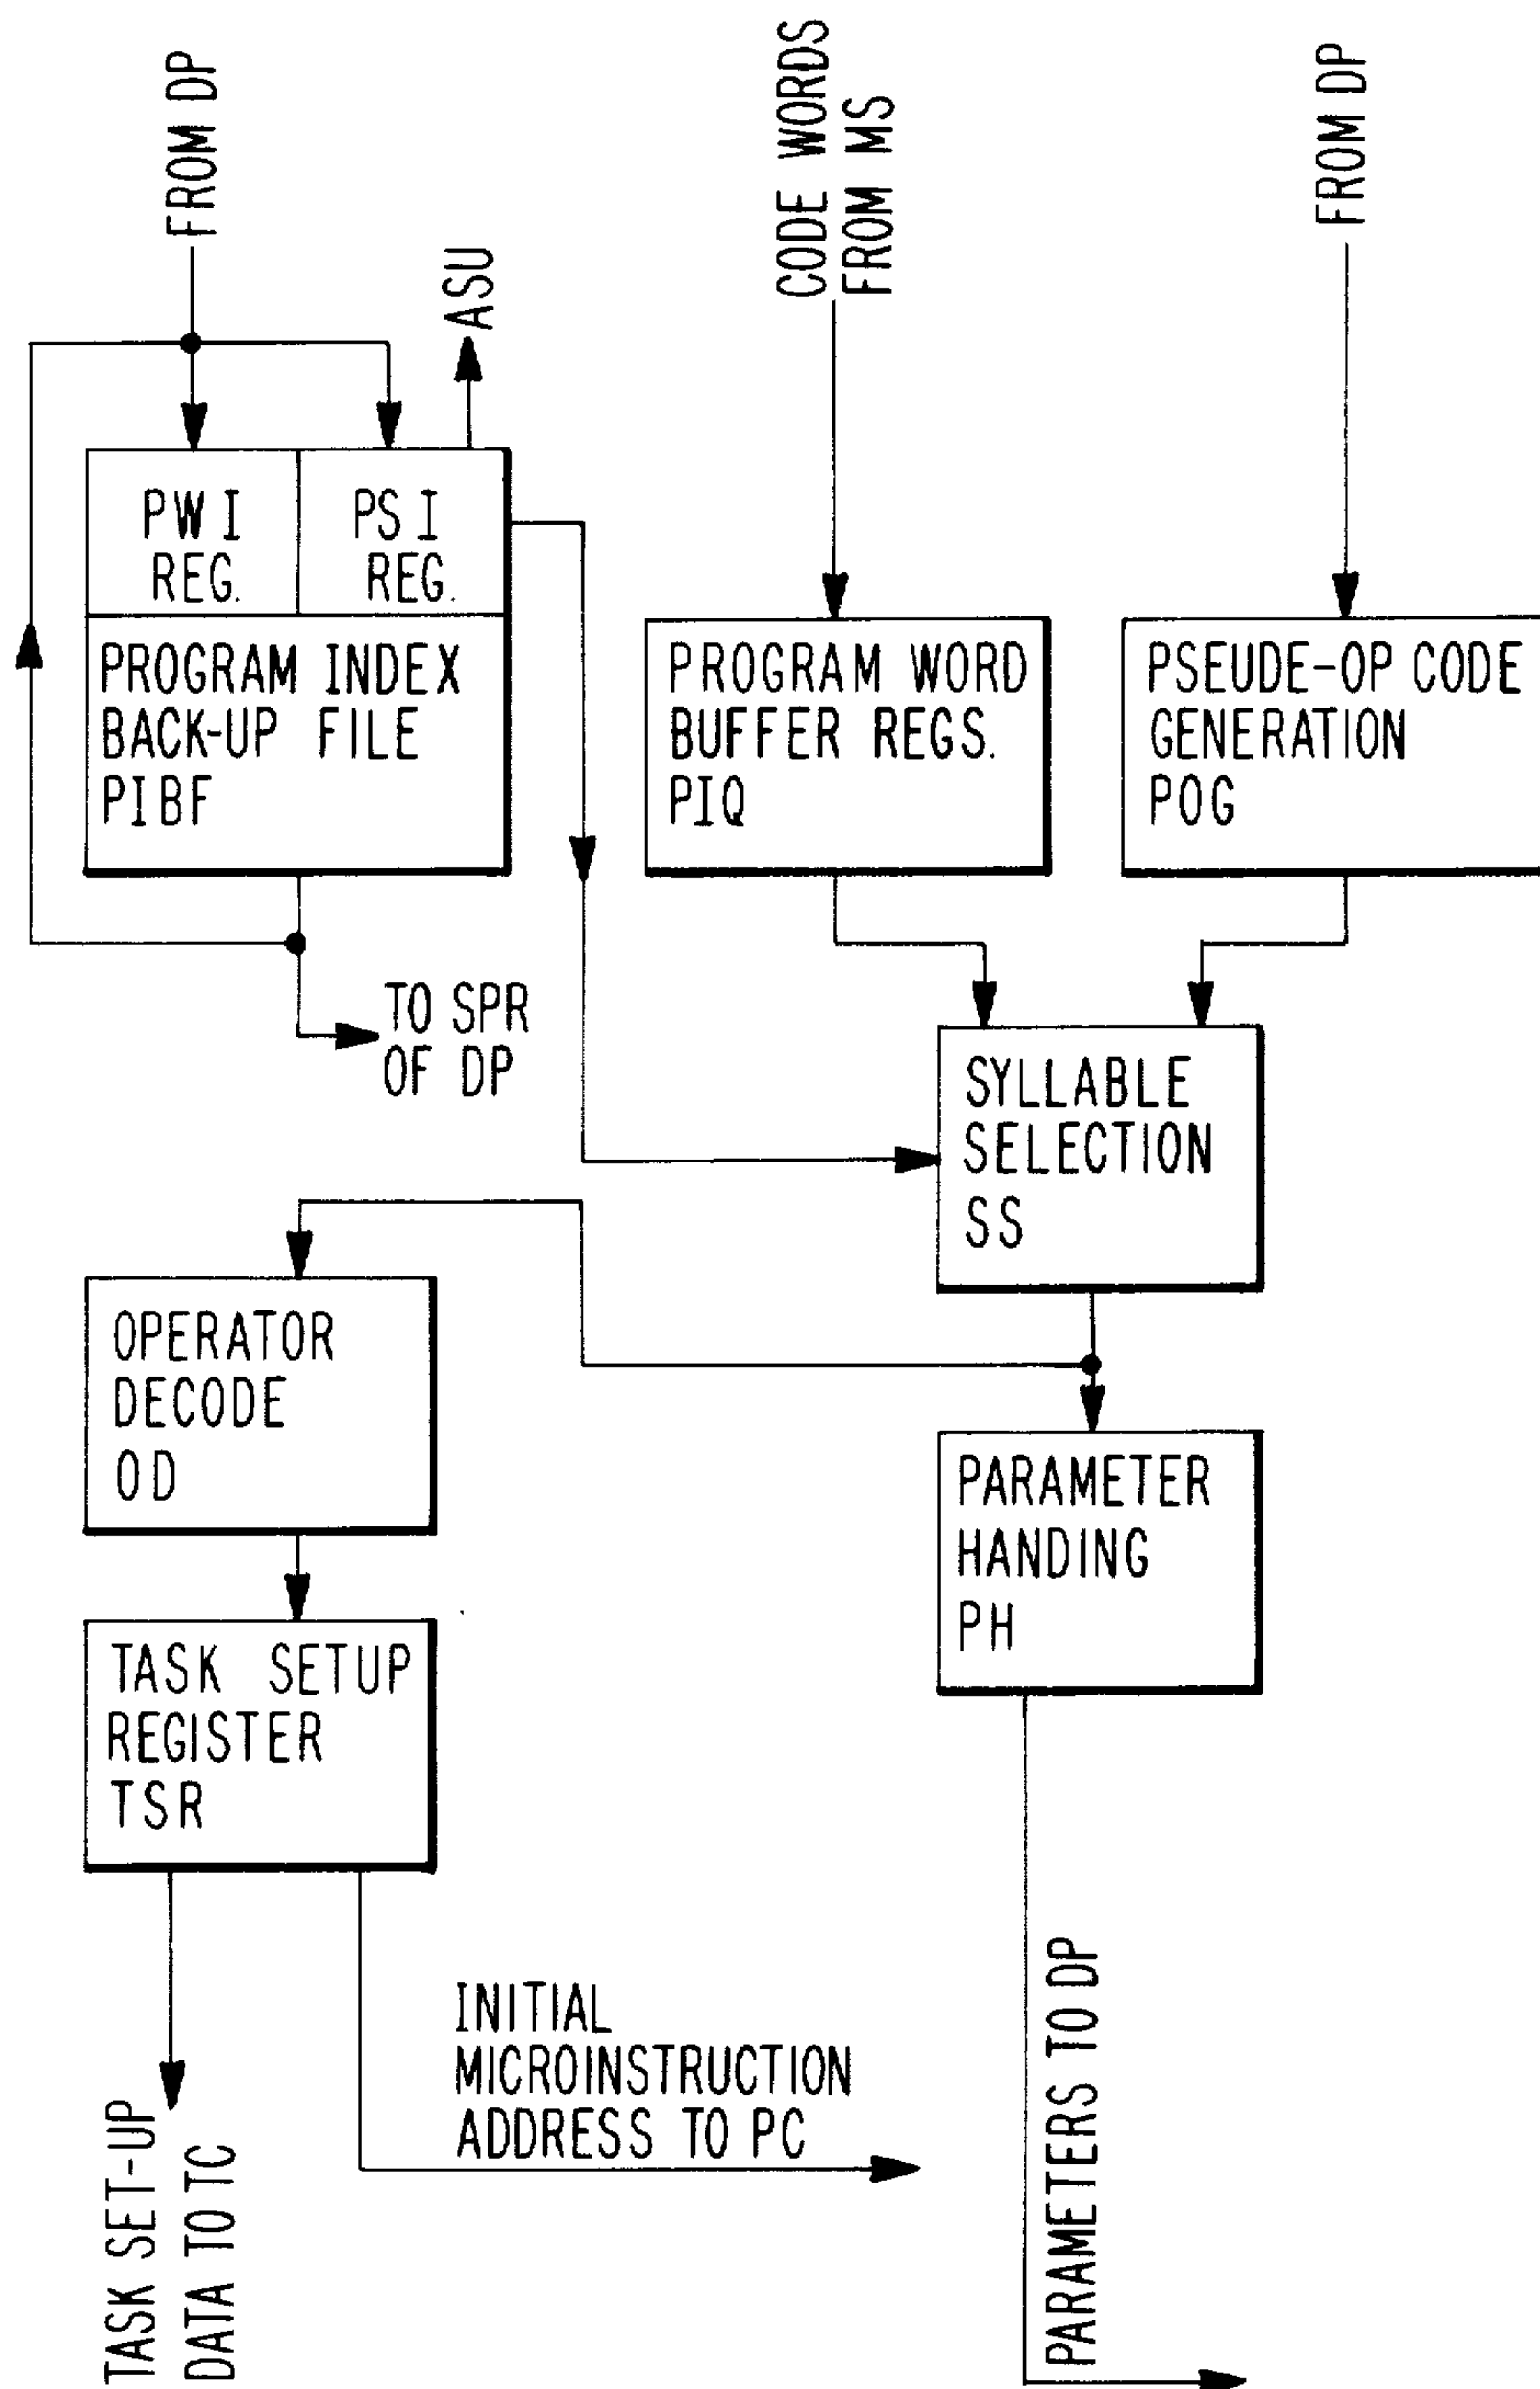 FROM DP
CODE WORDS
FROM MS
FROM DP
ASU
PWI
REG.
PSI
REG.
PROGRAM INDEX
BACK-UP FILE
PIBF
PROGRAM WORD
BUFFER REGS.
PIQ
PSEUDE-OP CODE
GENERATION
POG
TO SPR
OF DP
SYLLABLE
SELECTION
SS
OPERATOR
DECODE
OD
PARAMETER
HANDING
PH
TASK SETUP
REGISTER
TSR
INITIAL
MICROINSTRUCTION
ADDRESS TO PC
TASK SET-UP
DATA TO TC
PARAMETERS TO DP